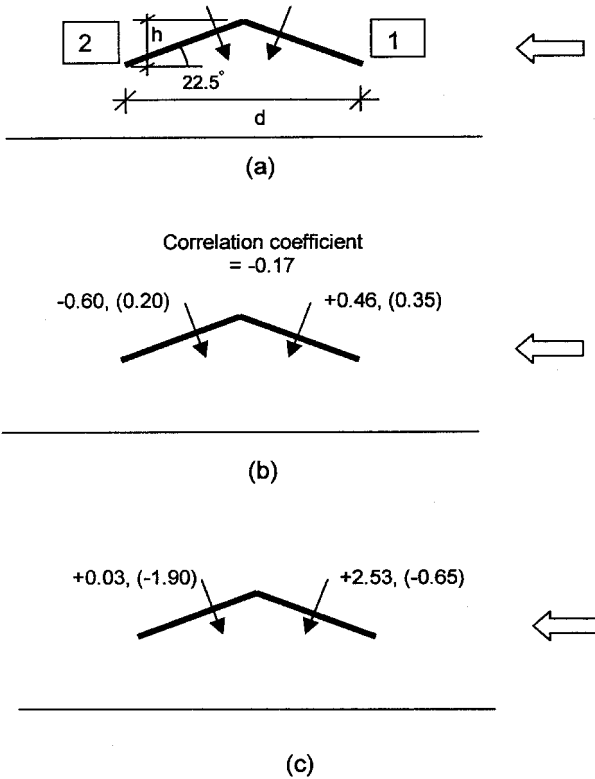 2
h
1
22.5°
d
(a)
Correlation coefficient
= -0.17
-0.60, (0.20)
+0.46, (0.35)
(b)
+0.03, (-1.90)
+2.53, (-0.65)
(c)